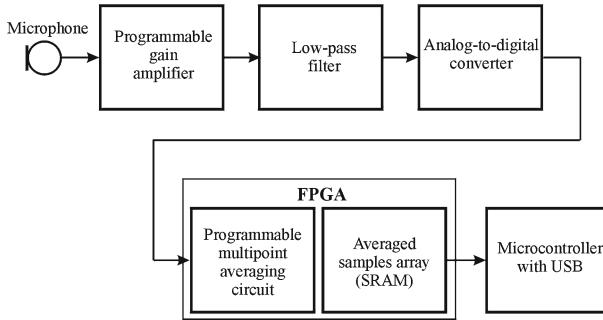 Microphone
Programmable
gain
amplifier
Low-pass
filter
Analog-to-digital
converter
FPGA
Programmable
multipoint
averaging
circuit
Averaged
samples array
(SRAM)
Microcontroller
with USB